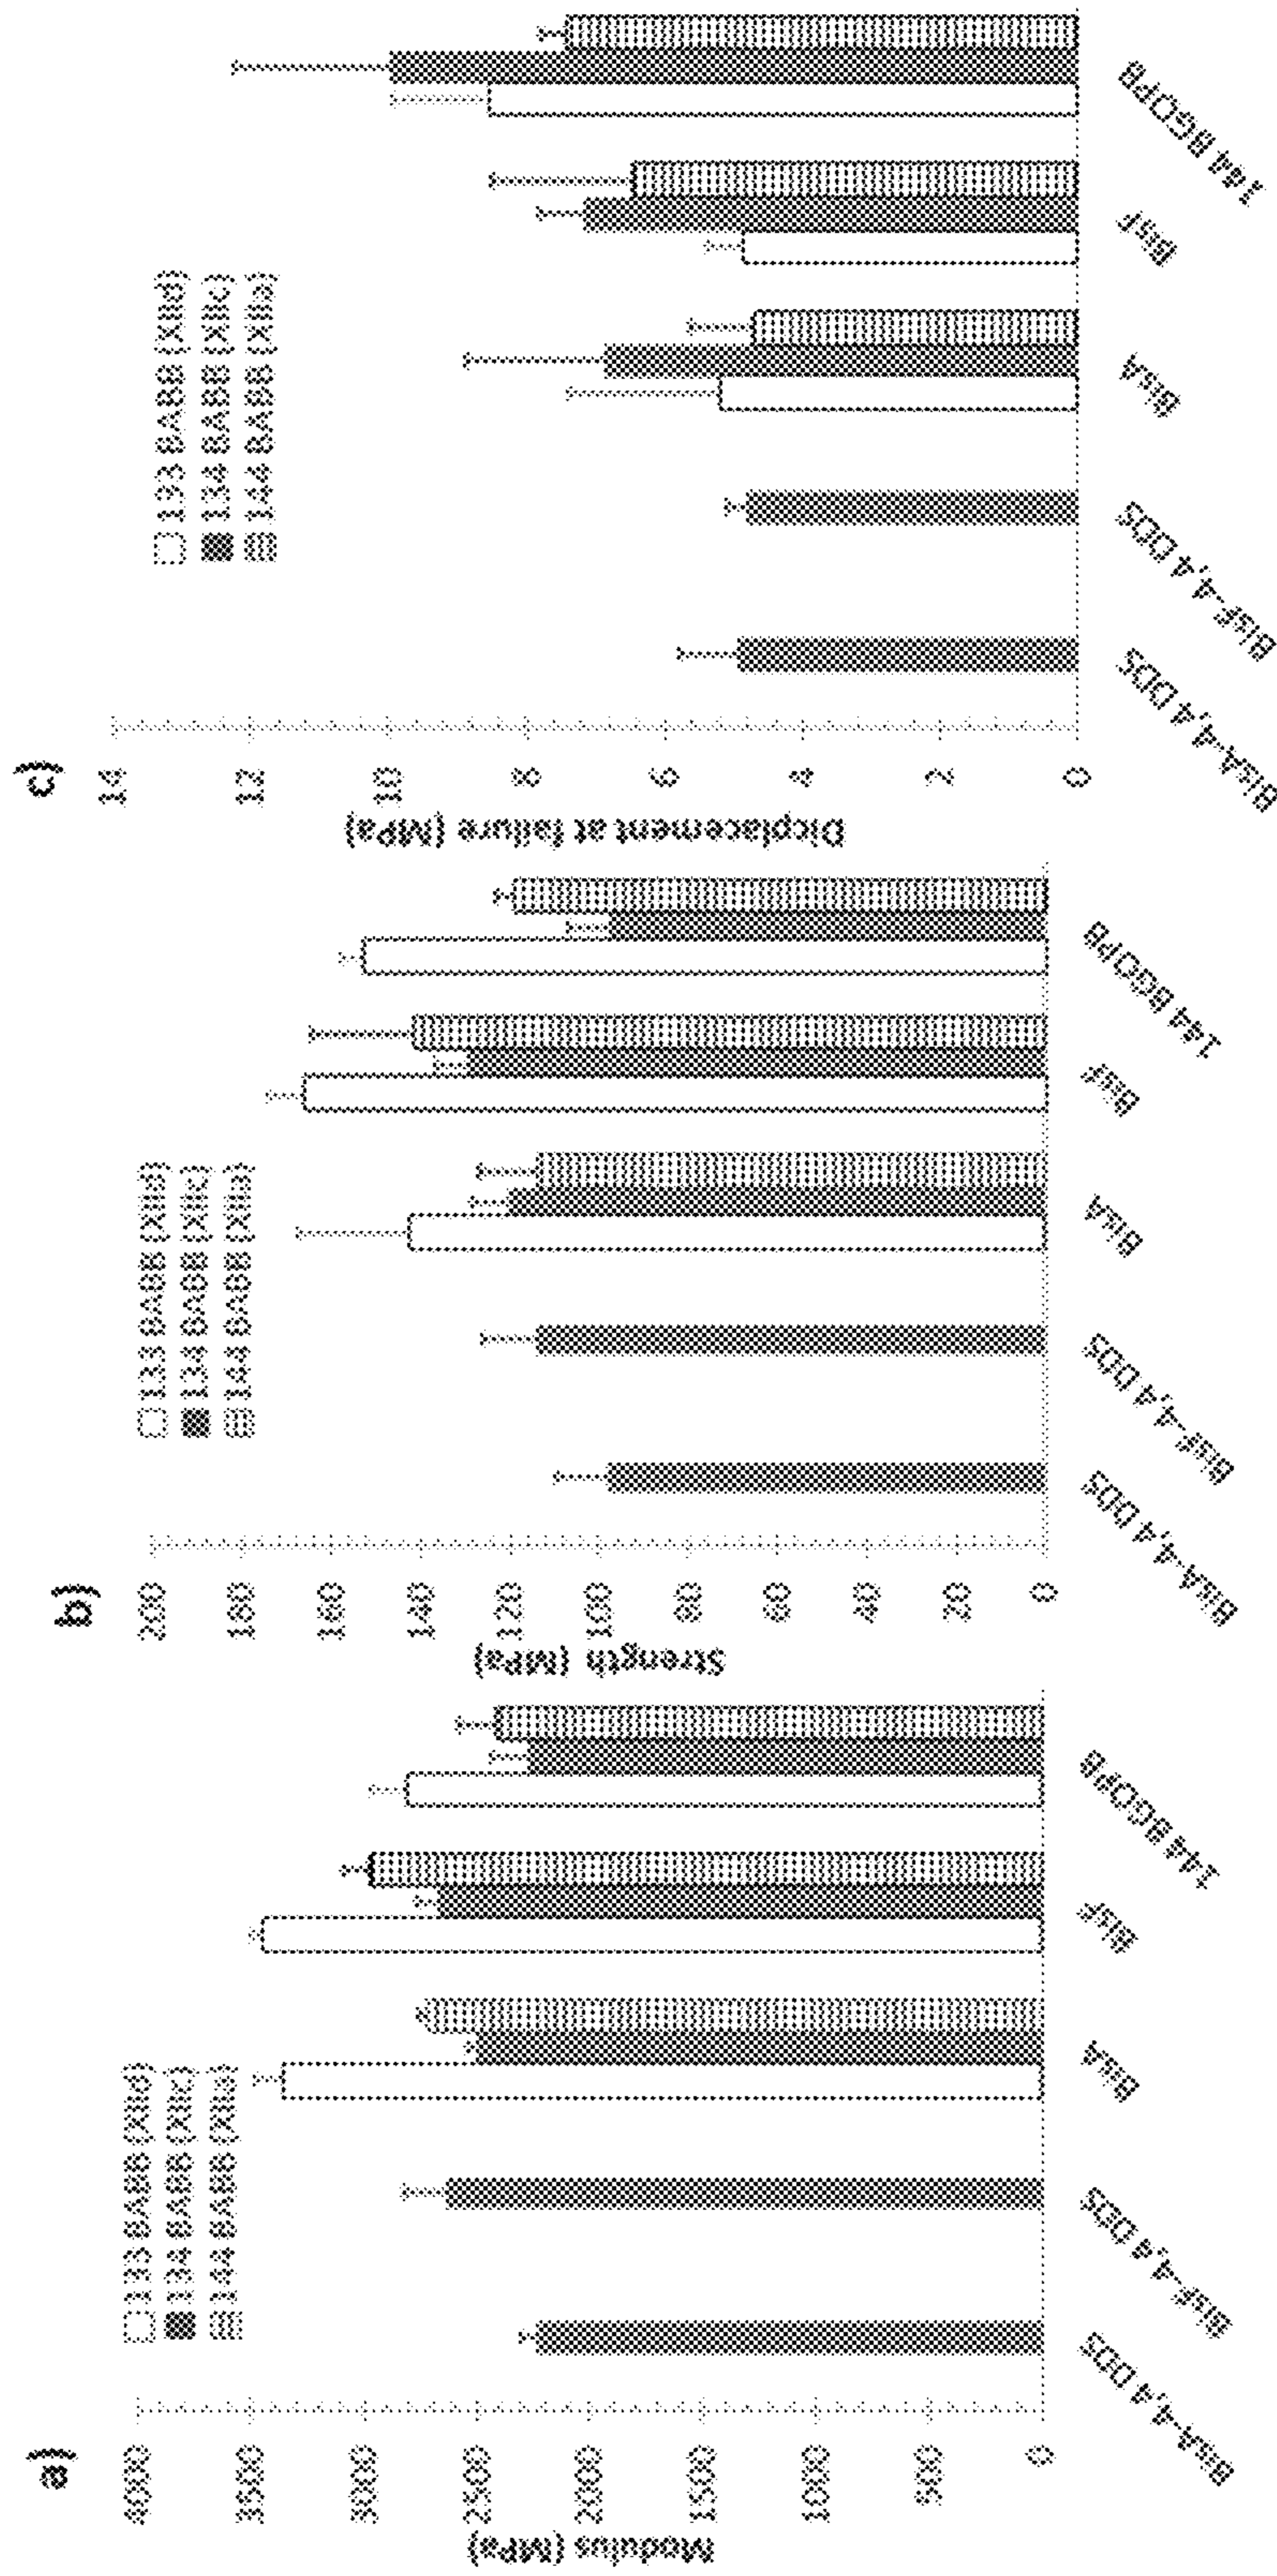 a)
Modulus (MPa)
4000
3500
3000
2500
2000
1500
1000
500
0
133 BABB (XIId)
134 BABB (XIIc)
144 BABB (XIIa)
BisA-4,4 DDS
BisF-4,4 DDS
BisA
BisF
144 BGOPB
b)
Strength (MPa)
200
180
160
140
120
100
80
60
40
20
0
133 BABB (XIId)
134 BABB (XIIc)
144 BABB (XIIa)
BisA-4,4 DDS
BisF-4,4 DDS
BisA
BisF
144 BGOPB
c)
Dicplacement at failure (MPa)
14
12
10
8
6
4
2
0
133 BABB (XIId)
134 BABB (XIIc)
144 BABB (XIIa)
BisA-4,4 DDS
BisF-4,4 DDS
BisA
BisF
144 BGOPB